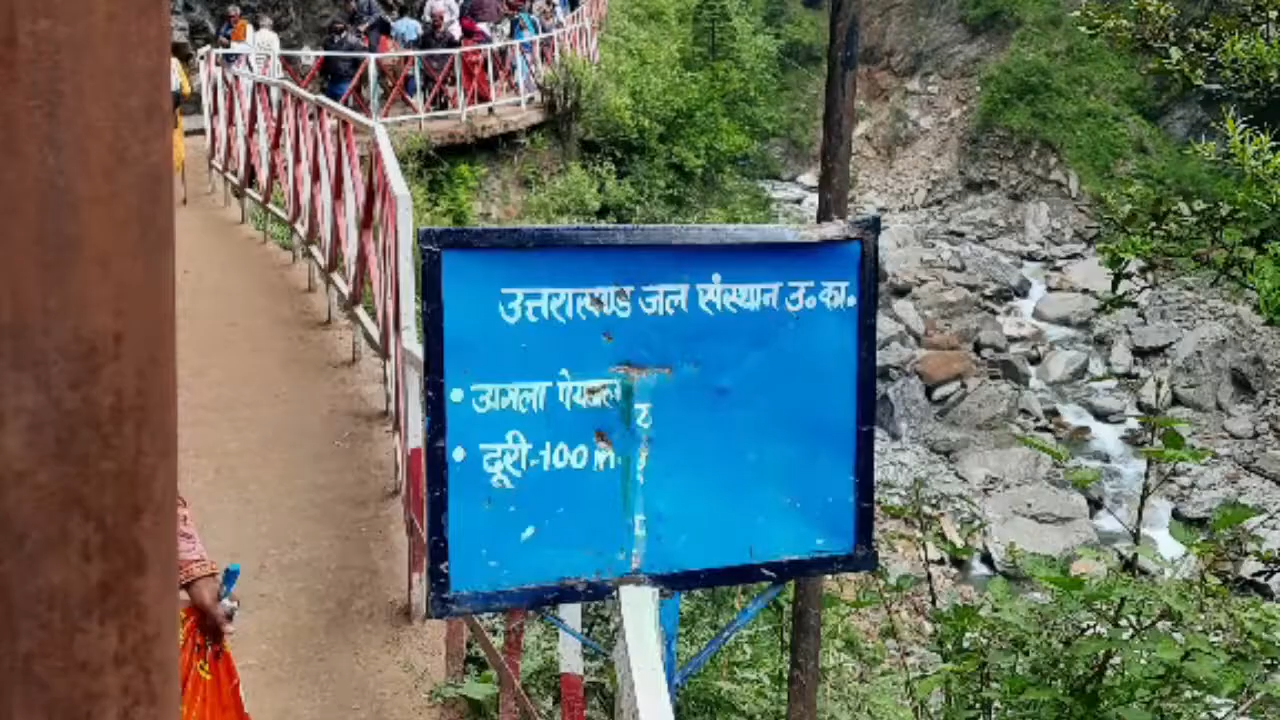 उत्तराखण्ड जल संस्थान उ.का.
• अगला पेयजल
• दूरी-100 m.